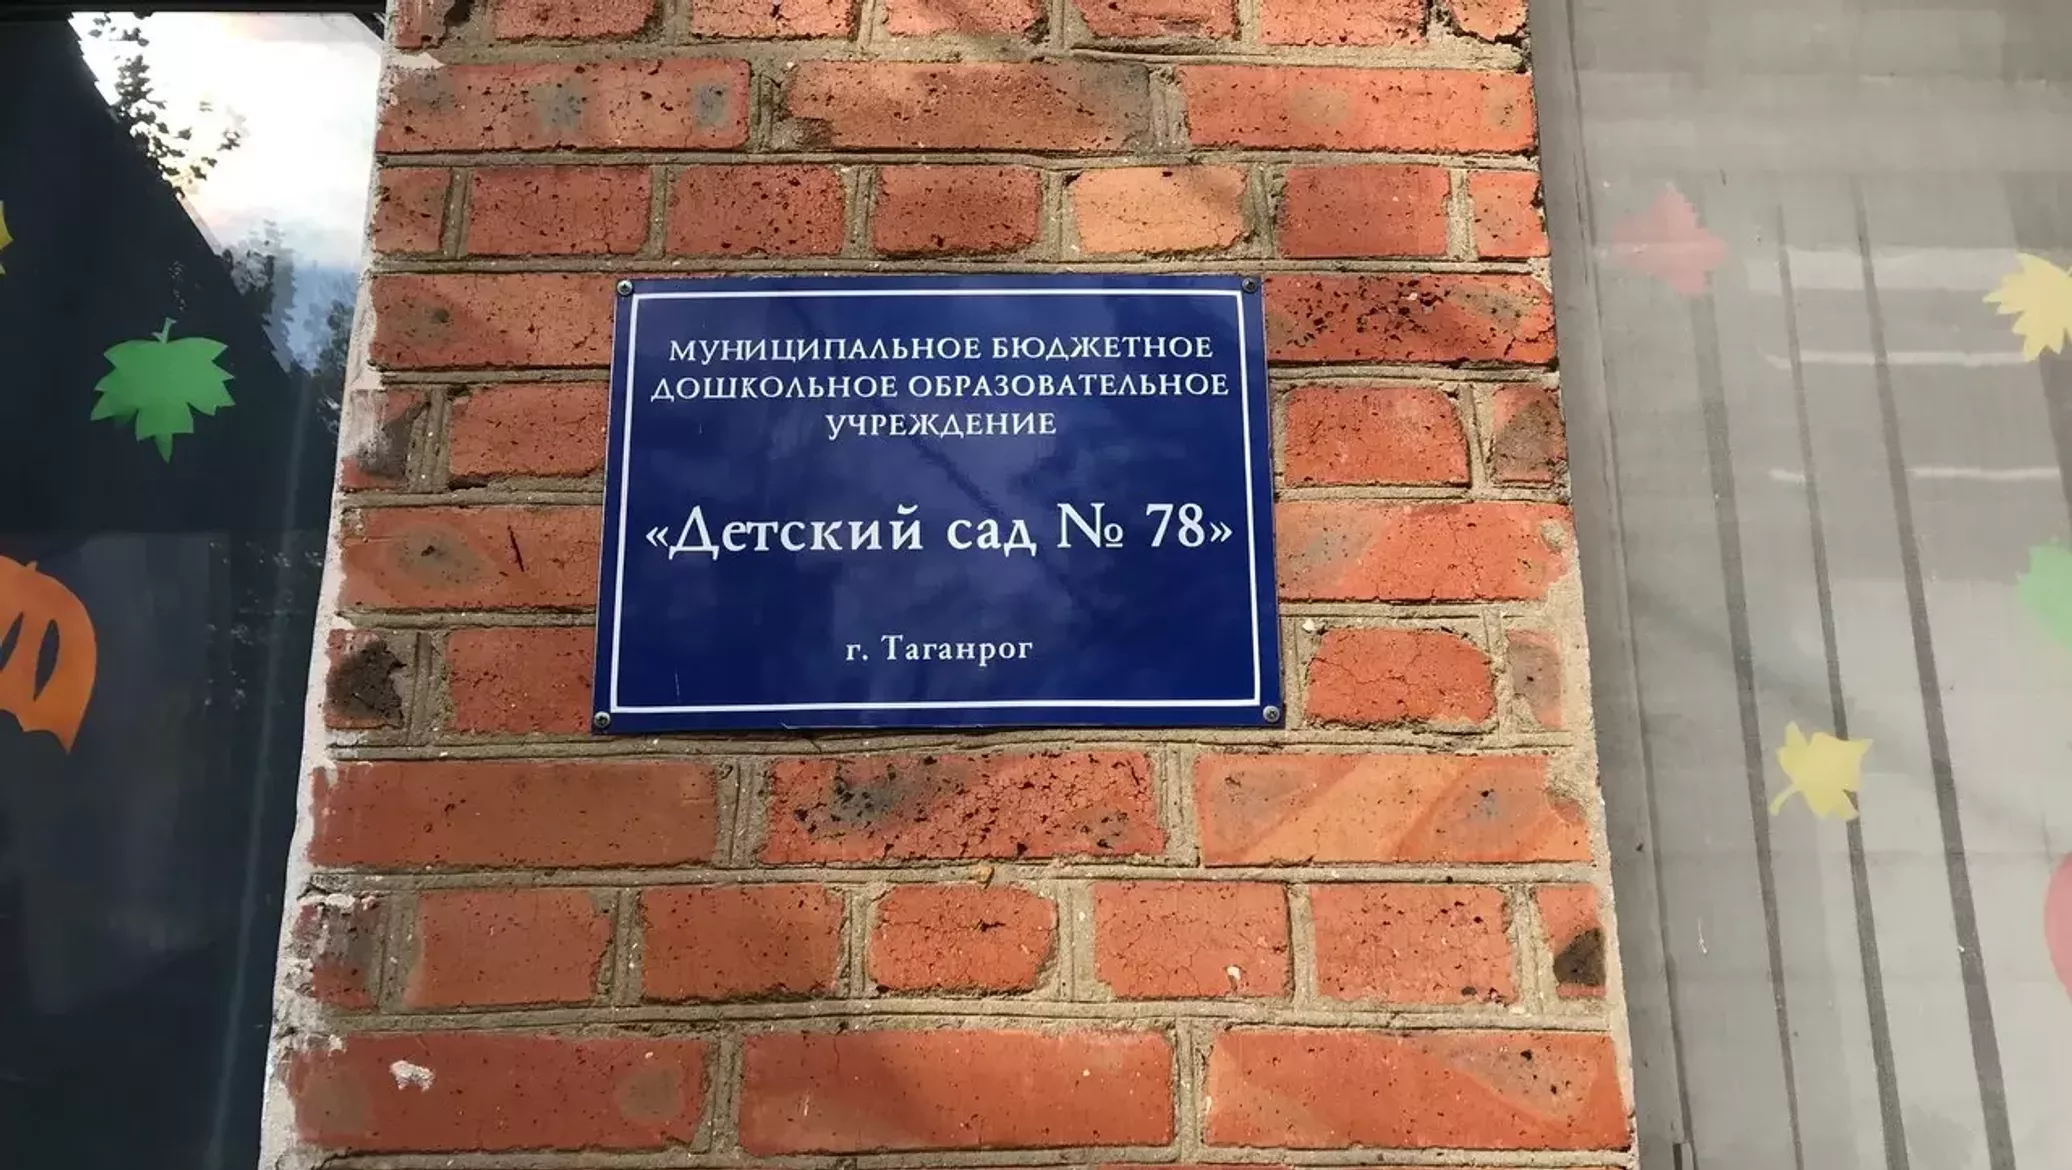 МУНИЦИПАЛЬНОЕ БЮДЖЕТНОЕ
ДОШКОЛЬНОЕ ОБРАЗОВАТЕЛЬНОЕ
УЧРЕЖДЕНИЕ
«Детский сад № 78»
г. Таганрог